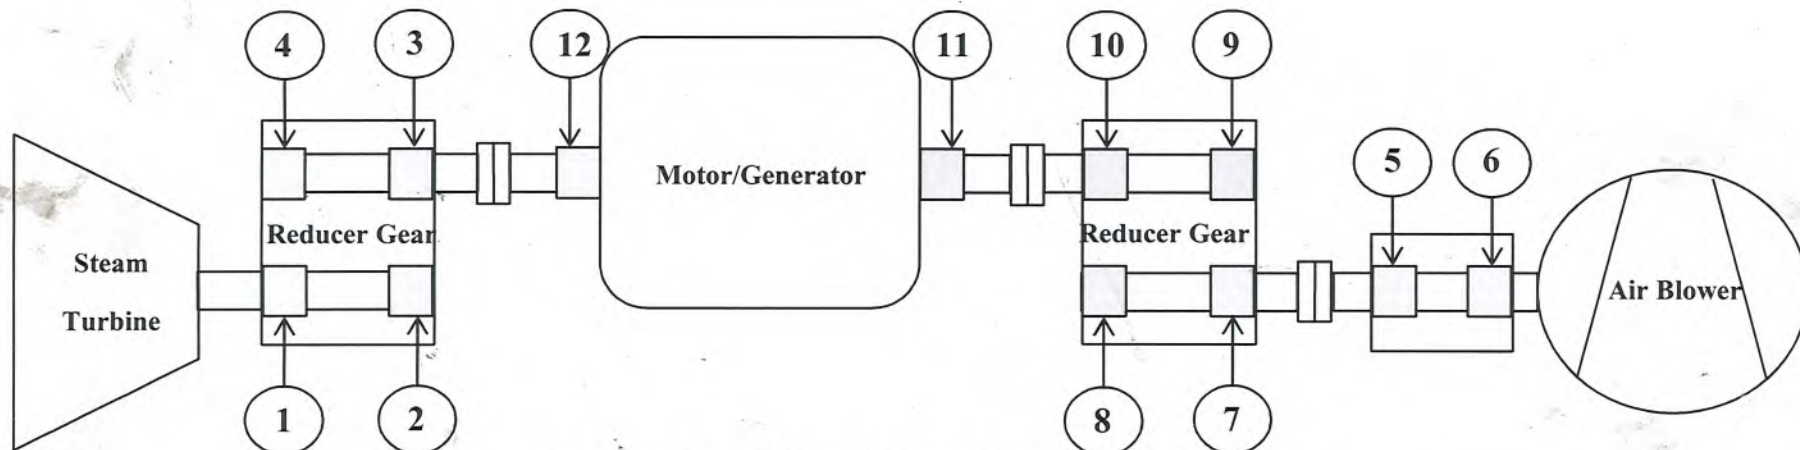 4
3
12
11
10
9
5
6
Motor/Generator
Reducer Gear
Reducer Gear
Steam
Turbine
Air Blower
1
2
8
7